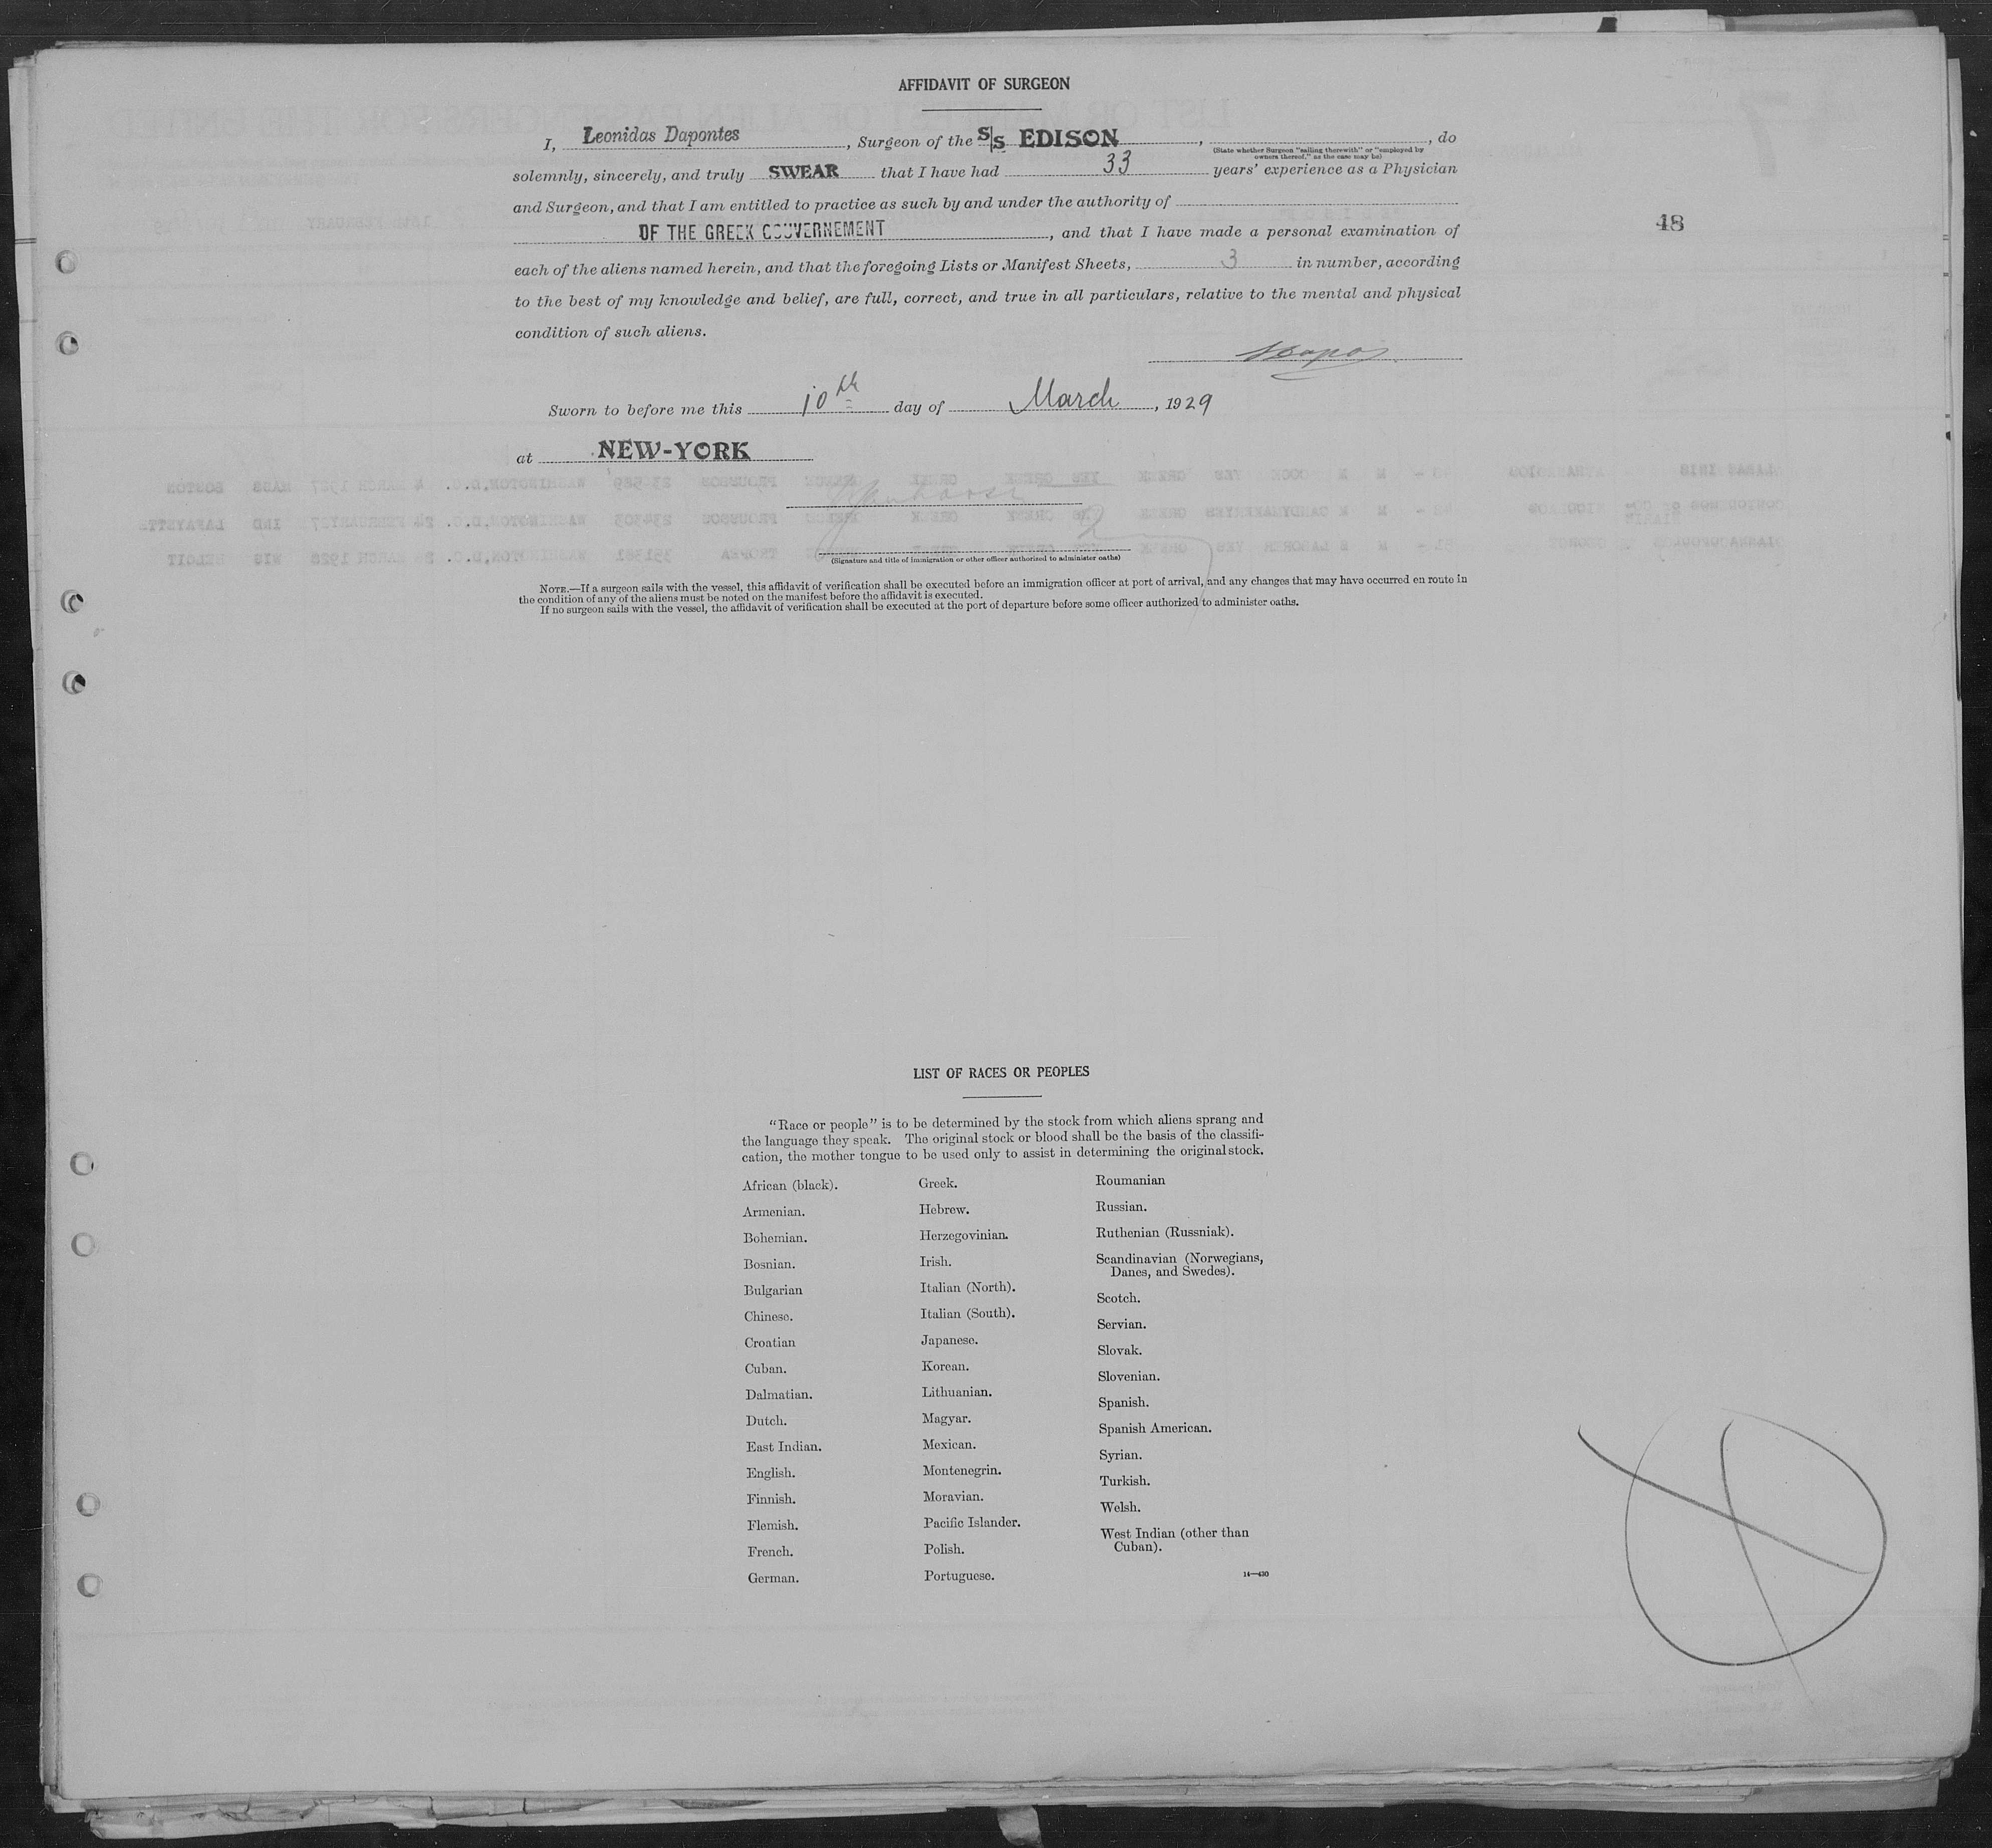 AFFIDAVIT OF SURGEON
I, Leonidas Dapontes, Surgeon of the S|s EDISON, , do
(State whether Surgeon "sailing therewith" or "employed by
owners thereof," as the case may be)
solemnly, sincerely, and truly SWEAR that I have had 33 years' experience as a Physician
and Surgeon, and that I am entitled to practice as such by and under the authority of
OF THE GREEK GOUVERNEMENT, and that I have made a personal examination of
48
each of the aliens named herein, and that the foregoing Lists or Manifest Sheets, 3 in number, according
to the best of my knowledge and belief, are full, correct, and true in all particulars, relative to the mental and physical
condition of such aliens.
Sworn to before me this 10th day of March, 1929
at NEW-YORK
(Signature and title of immigration or other officer authorized to administer oaths)
NOTE.—If a surgeon sails with the vessel, this affidavit of verification shall be executed before an immigration officer at port of arrival, and any changes that may have occurred en route in
the condition of any of the aliens must be noted on the manifest before the affidavit is executed.
If no surgeon sails with the vessel, the affidavit of verification shall be executed at the port of departure before some officer authorized to administer oaths.
LIST OF RACES OR PEOPLES
"Race or people" is to be determined by the stock from which aliens sprang and
the language they speak. The original stock or blood shall be the basis of the classifi-
cation, the mother tongue to be used only to assist in determining the original stock.
African (black).
Armenian.
Bohemian.
Bosnian.
Bulgarian
Chinese.
Croatian
Cuban.
Dalmatian.
Dutch.
East Indian.
English.
Finnish.
Flemish.
French.
German.
Greek.
Hebrew.
Herzegovinian.
Irish.
Italian (North).
Italian (South).
Japanese.
Korean.
Lithuanian.
Magyar.
Mexican.
Montenegrin.
Moravian.
Pacific Islander.
Polish.
Portuguese.
Roumanian
Russian.
Ruthenian (Russniak).
Scandinavian (Norwegians,
Danes, and Swedes).
Scotch.
Servian.
Slovak.
Slovenian.
Spanish.
Spanish American.
Syrian.
Turkish.
Welsh.
West Indian (other than
Cuban).
14—430